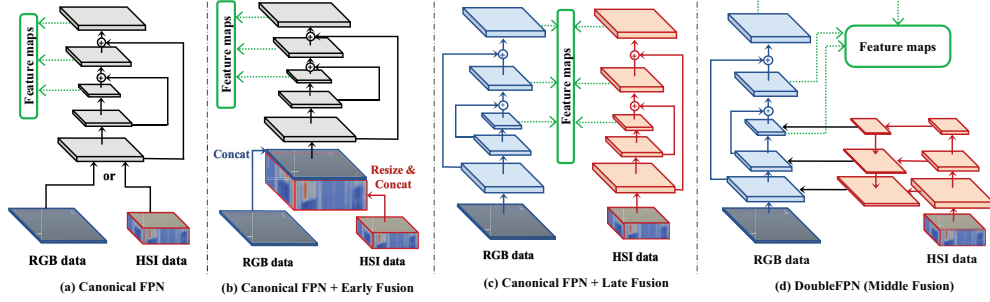 Feature maps
or
RGB data
HSI data
(a) Canonical FPN
Feature maps
Concat
Resize &
Concat
RGB data
HSI data
(b) Canonical FPN + Early Fusion
Feature maps
RGB data
HSI data
(c) Canonical FPN + Late Fusion
Feature maps
RGB data
HSI data
(d) DoubleFPN (Middle Fusion)